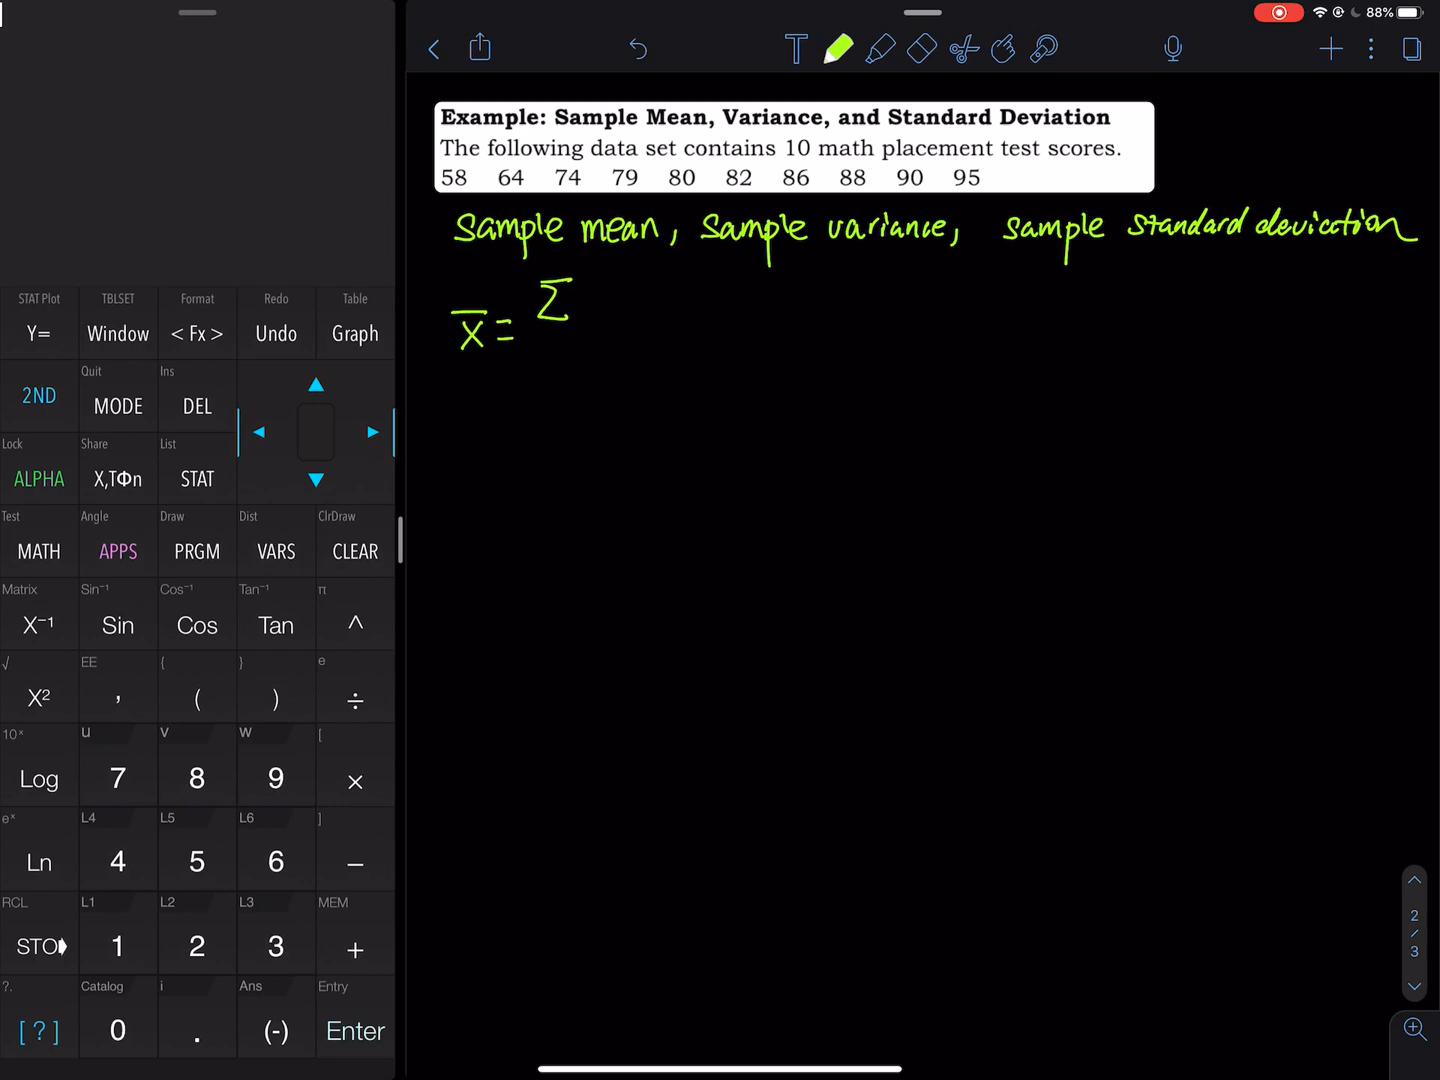 88%
Example: Sample Mean, Variance, and Standard Deviation
The following data set contains 10 math placement test scores.
58 64 74 79 80 82 86 88 90 95
Sample mean, Sample variance, sample standard deviation
x̄ = Σ
STAT Plot TBLSET Format Redo Table
Y= Window < Fx > Undo Graph
Quit Ins
2ND MODE DEL
Lock Share List
ALPHA X,TΦn STAT
Test Angle Draw Dist ClrDraw
MATH APPS PRGM VARS CLEAR
Matrix Sin⁻¹ Cos⁻¹ Tan⁻¹ π
X⁻¹ Sin Cos Tan ^
√ EE { } e
X² , ( ) ÷
10ˣ u v w [
Log 7 8 9 ×
eˣ L4 L5 L6 ]
Ln 4 5 6 −
RCL L1 L2 L3 MEM
STO 1 2 3 +
?. Catalog i Ans Entry
[ ? ] 0 . (-) Enter
2
/
3